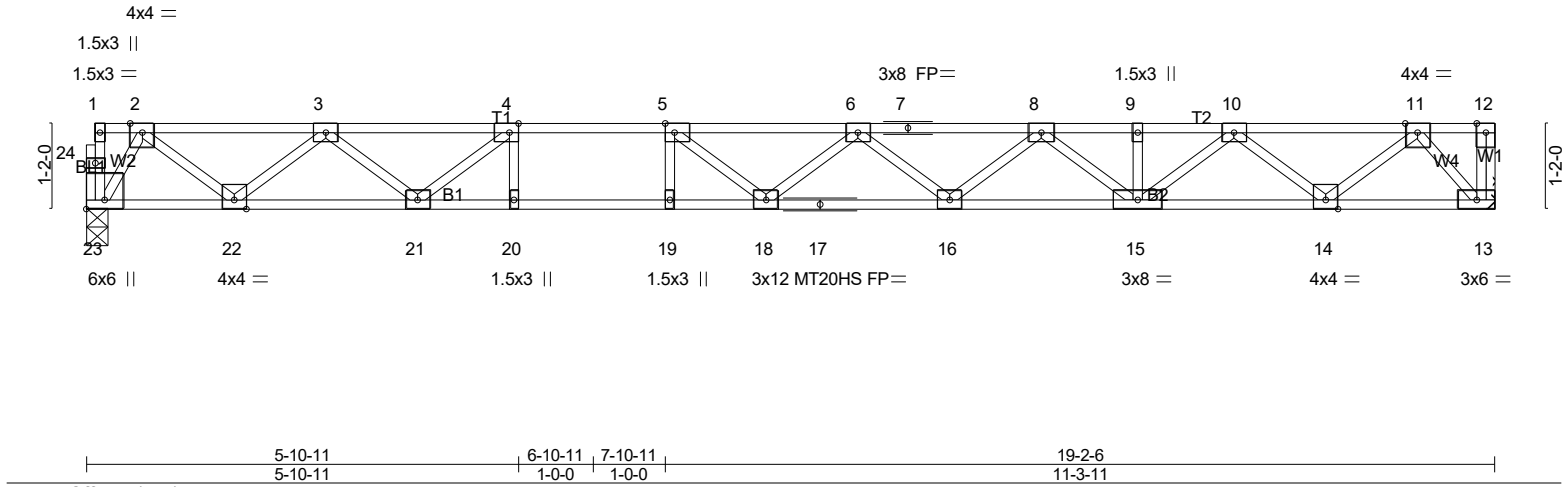 4x4 =
1.5x3 ||
1.5x3 = 3x8 FP= 1.5x3 || 4x4 =
1 2 3 4 5 6 7 8 9 10 11 12
T1 T2
24 W2 W4 W1
1-2-0 1-2-0
B1 B2
23 22 21 20 19 18 17 16 15 14 13
6x6 || 4x4 = 1.5x3 || 1.5x3 || 3x12 MT20HS FP= 3x8 = 4x4 = 3x6 =
5-10-11 6-10-11 7-10-11 19-2-6
5-10-11 1-0-0 1-0-0 11-3-11